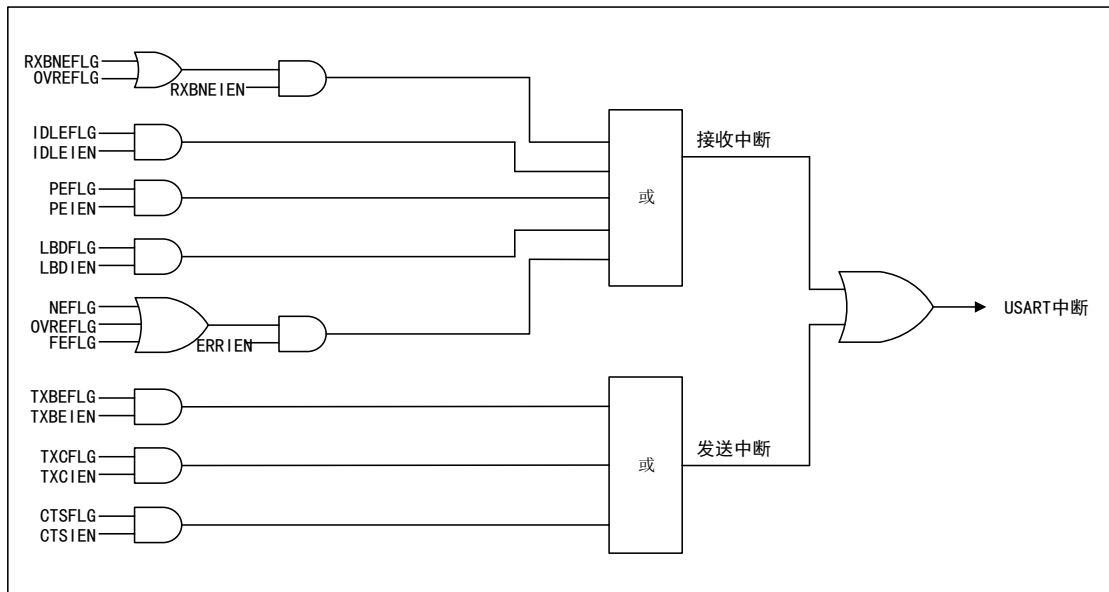 RXBNEFLG
OVREFLG
RXBNEIEN
IDLEFLG
IDLEIEN
PEFLG
PEIEN
LBDFLG
LBDIEN
NEFLG
OVREFLG
FEFLG
ERRIEN
或
接收中断
USART中断
TXBEFLG
TXBEIEN
TXCFLG
TXCIEN
CTSFLG
CTSIEN
或
发送中断